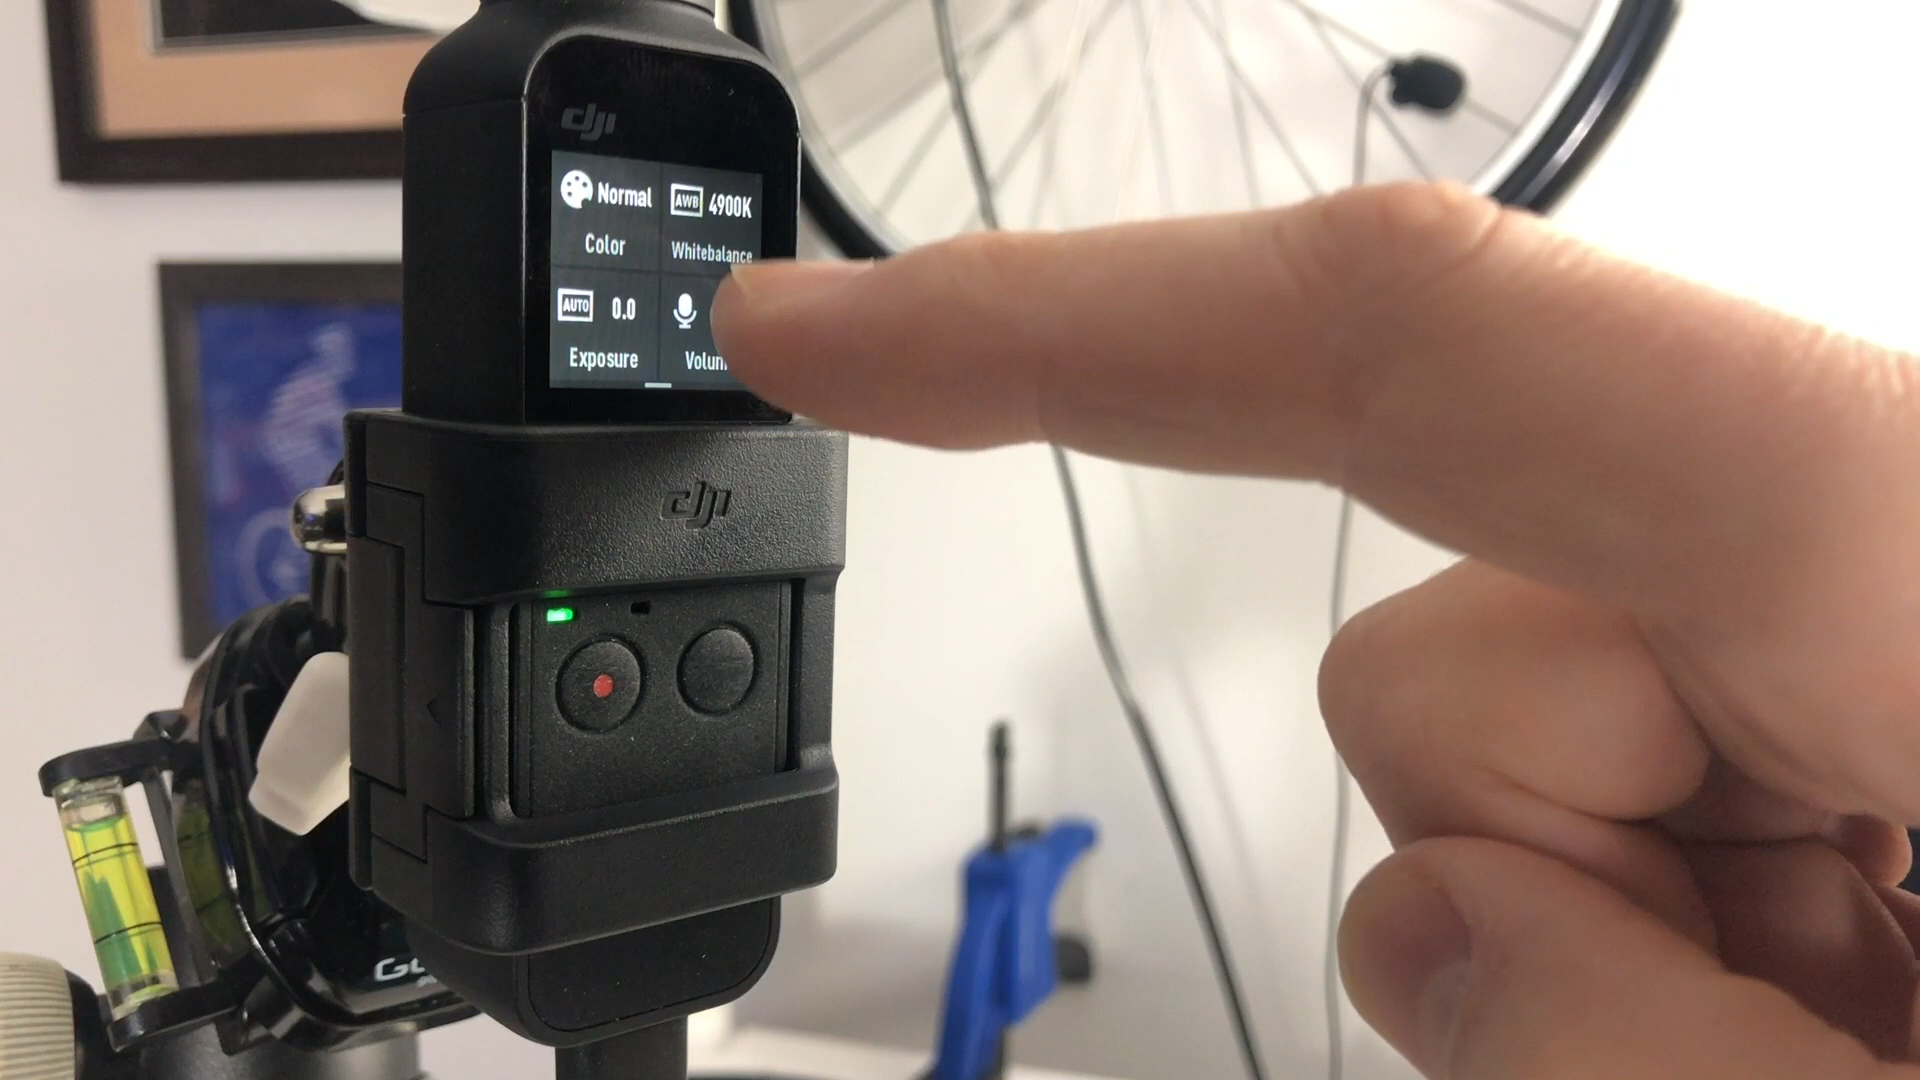 dji
Normal
AWB 4900K
Color
Whitebalance
AUTO 0.0
Exposure
dji